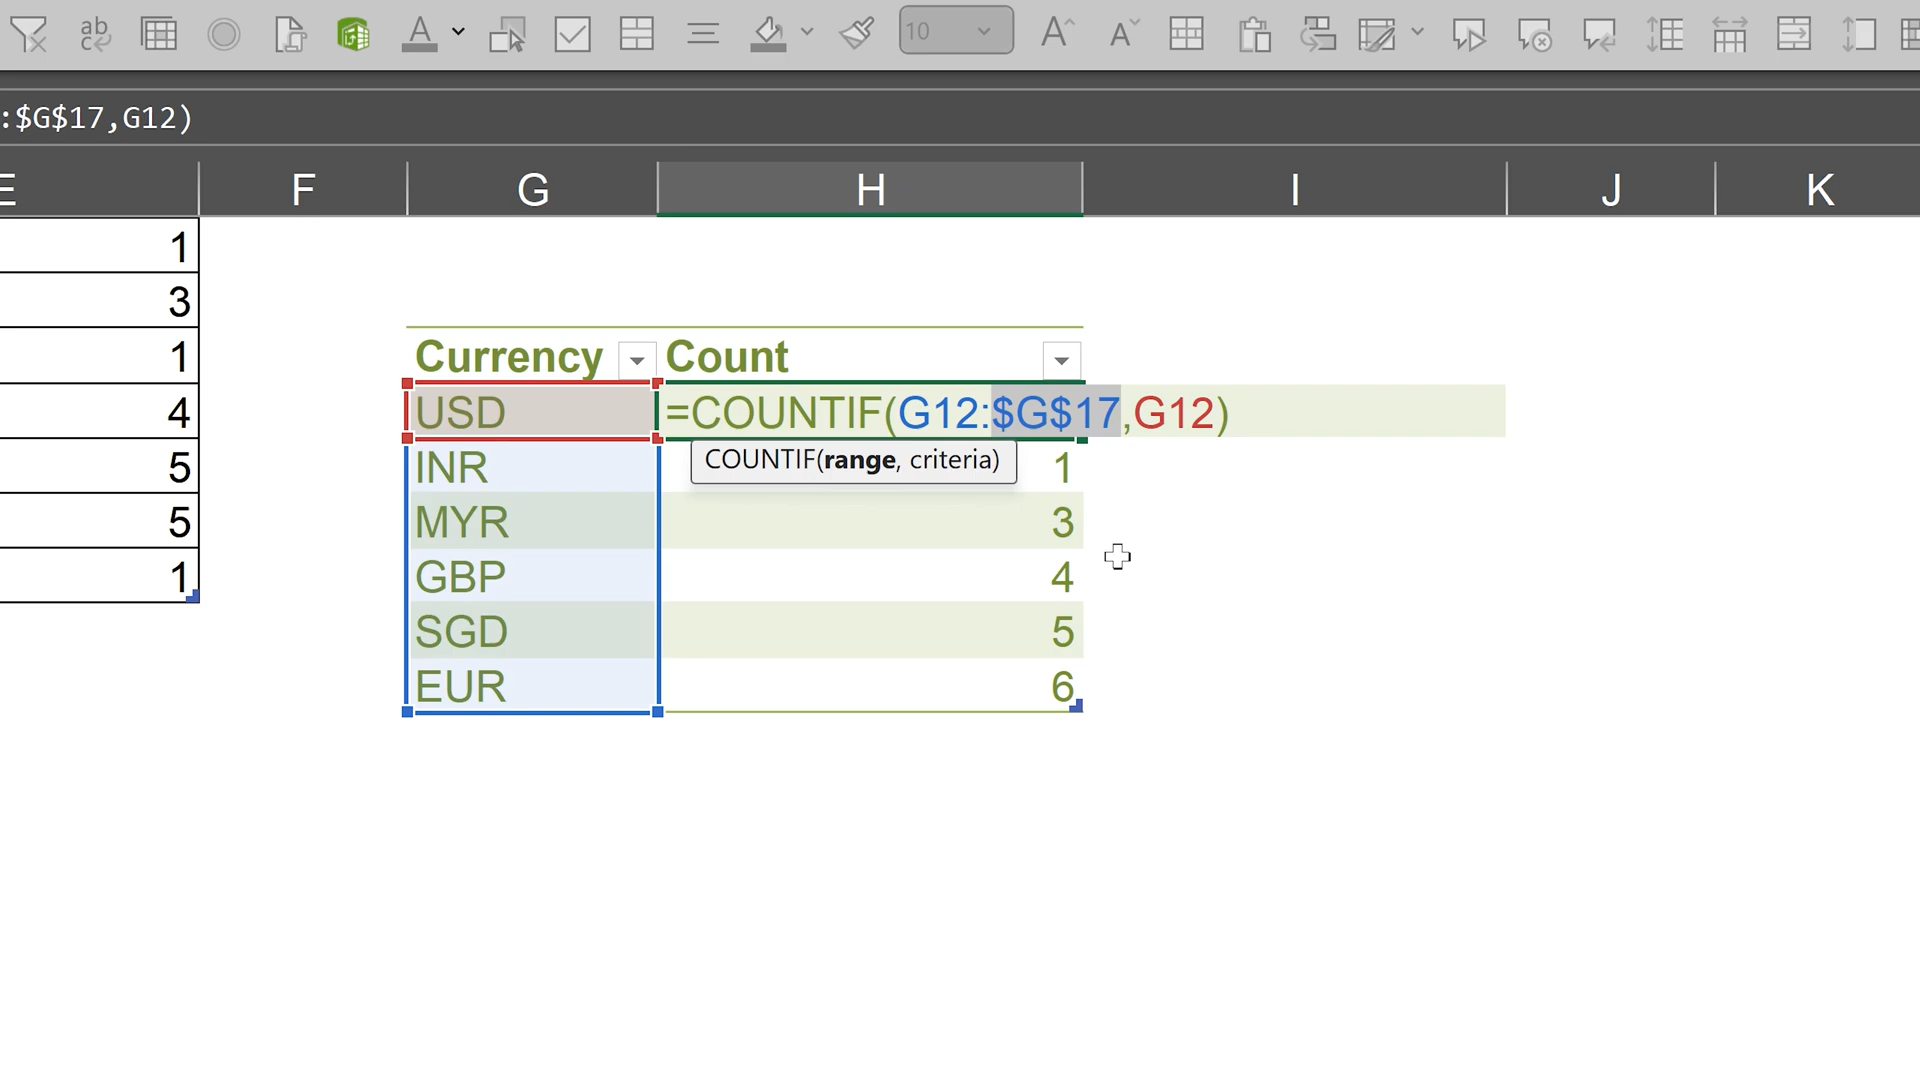 ab
c
A
10
A
A
:$G$17,G12)
E F G H I J K
1
3
Currency Count
1
4 USD =COUNTIF(G12:$G$17,G12)
COUNTIF(range, criteria)
5 INR 1
5 MYR 3
1 GBP 4
SGD 5
EUR 6